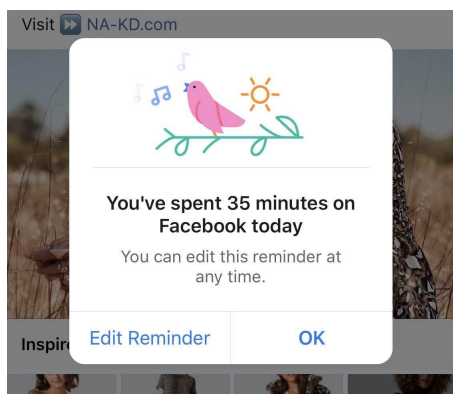 Visit ⏩ NA-KD.com
You've spent 35 minutes on
Facebook today
You can edit this reminder at
any time.
Edit Reminder
OK